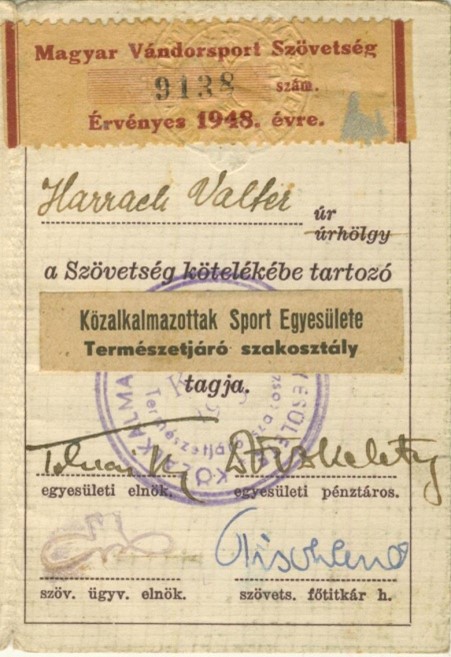 Magyar Vándorsport Szövetség
9138 szám.
Érvényes 1948. évre.
Harrach Valter úr
úrhölgy
a Szövetség kötelékébe tartozó
Közalkalmazottak Sport Egyesülete
Természetjáró szakosztály
tagja.
egyesületi elnök. egyesületi pénztáros.
szöv. ügyv. elnök. szövets. főtitkár h.